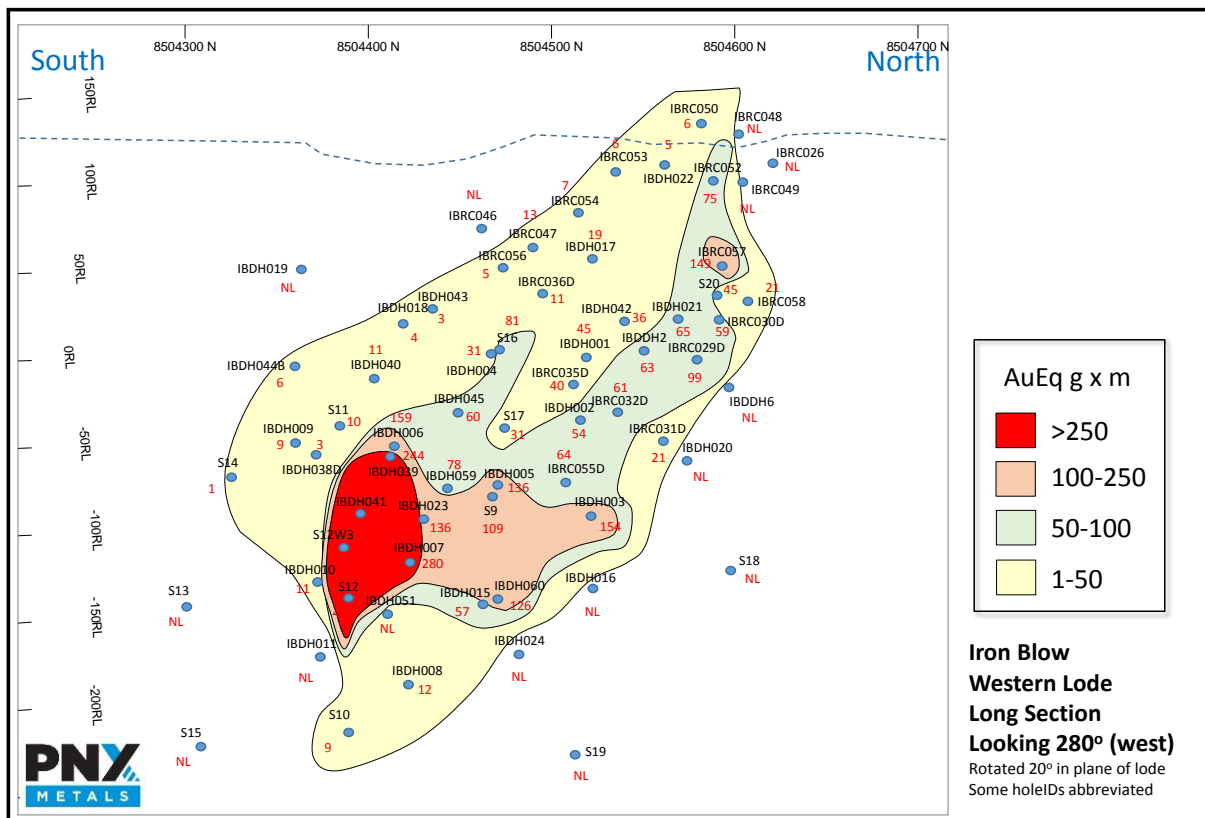 8504300 N 8504400 N 8504500 N 8504600 N 8504700 N
South North
150RL
100RL
50RL
0RL
-50RL
-100RL
-150RL
-200RL
IBRC050
6
IBRC048
NL
6
IBRC053
5
IBDH022
IBRC052
75
IBRC026
NL
IBRC049
NL
7
IBRC054
NL
IBRC046
13
IBRC047
19
IBDH017
IBRC057
149
IBDH019
NL
IBRC056
5
IBRC036D
11
S20
45
21
IBRC058
IBDH043
3
IBDH018
4
IBDH042
36
IBDH021
65
59
IBRC030D
81
S16
31
IBDH004
45
IBDH001
IBDDH2
63
IBRC029D
99
IBDH044B
6
11
IBDH040
IBRC035D
40
61
IBRC032D
IBDDH6
NL
S11
10
159
IBDH006
IBDH045
60
S17
31
IBDH002
54
IBRC031D
21
IBDH020
NL
IBDH009
9
3
IBDH038D
244
IBDH039
S14
1
78
IBDH059
IBDH005
136
64
IBRC055D
S9
109
IBDH003
154
IBDH041
IBDH023
136
S12W3
IBDH007
280
IBDH010
11
S12
IBDH051
NL
IBDH015
57
IBDH060
126
IBDH016
NL
S18
NL
S13
NL
IBDH011
NL
IBDH008
12
IBDH024
NL
S10
9
S15
NL
S19
NL
PNX
METALS
AuEq g x m
>250
100-250
50-100
1-50
Iron Blow
Western Lode
Long Section
Looking 280º (west)
Rotated 20º in plane of lode
Some holeIDs abbreviated